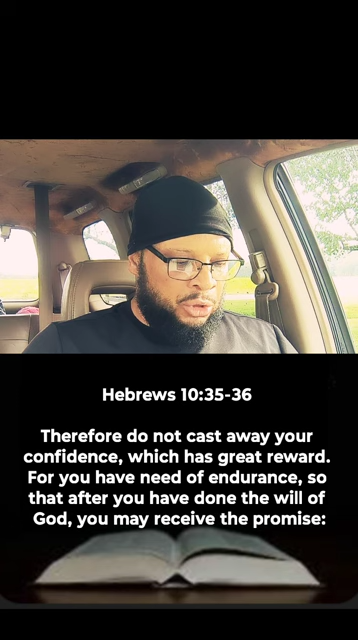 Hebrews 10:35-36
Therefore do not cast away your
confidence, which has great reward.
For you have need of endurance, so
that after you have done the will of
God, you may receive the promise: